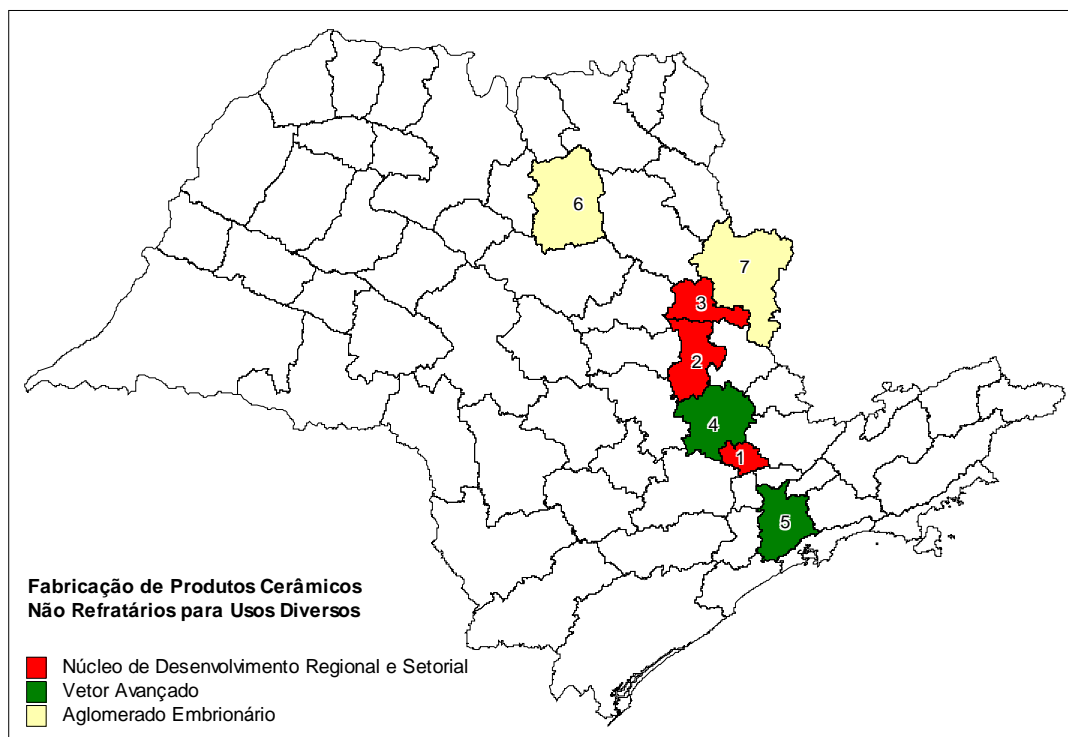 6
7
3
2
4
1
5
Fabricação de Produtos Cerâmicos
Não Refratários para Usos Diversos
Núcleo de Desenvolvimento Regional e Setorial
Vetor Avançado
Aglomerado Embrionário